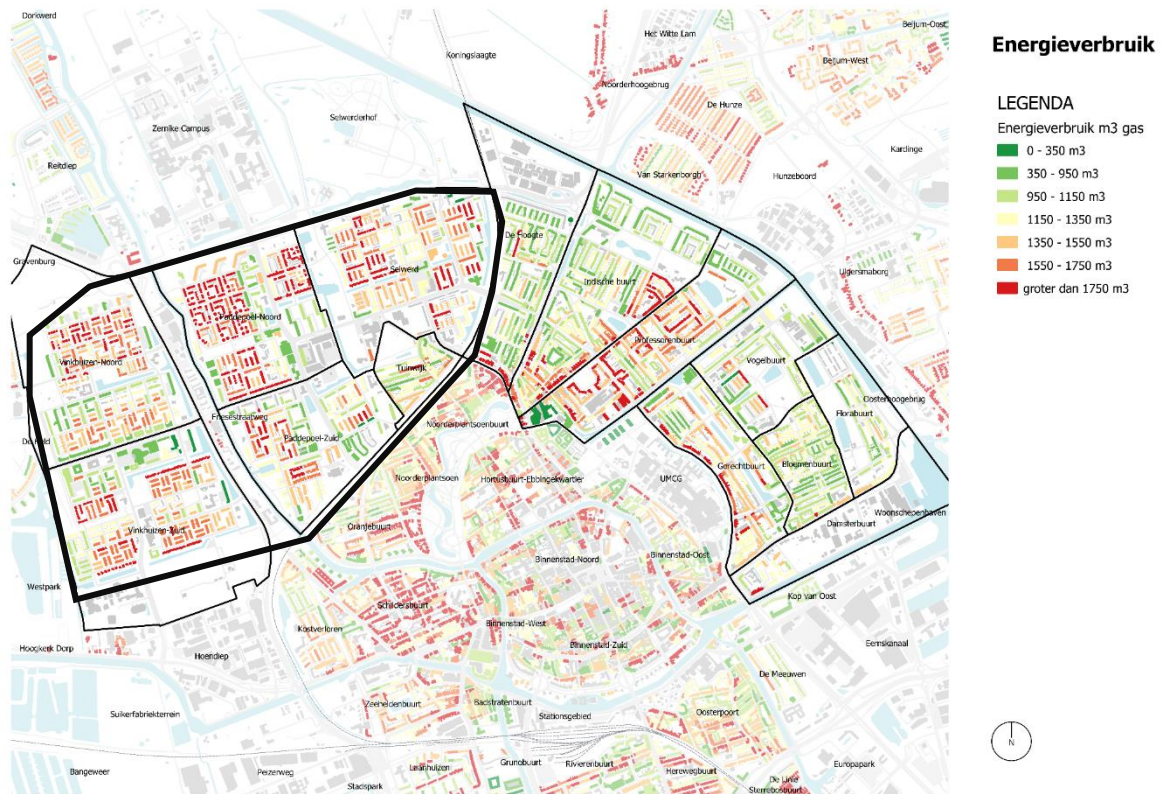 Dorkwerd
Het Witte Lam
Beijum-Oost
Koningslaagte
Energieverbruik
Beijum-West
Noorderhoogebrug
LEGENDA
De Hunze
Selwerderhof
Zernike Campus
Energieverbruik m3 gas
Kardinge
0 - 350 m3
Reitdiep
Van Starkenborgh
Hunzeboord
350 - 950 m3
950 - 1150 m3
1150 - 1350 m3
De Hoogte
1350 - 1550 m3
Gravenburg
Selwerd
1550 - 1750 m3
Ulgersmaborg
Indische buurt
groter dan 1750 m3
Paddepoel-Noord
Professorenbuurt
Vinkhuizen-Noord
Vogelbuurt
Tuinwijk
Oosterhoogebrug
Florabuurt
Friesestraatweg
Noorderplantsoenbuurt
De Held
Paddepoel-Zuid
Gerechtbuurt
Bloemenbuurt
Noorderplantsoen
Hortusbuurt-Ebbingekwartier
UMCG
Woonschepenhaven
Damsterbuurt
Oranjebuurt
Vinkhuizen-Zuid
Binnenstad-Noord
Binnenstad-Oost
Westpark
Kop van Oost
Schildersbuurt
Binnenstad-West
Kostverloren
Eemskanaal
Binnenstad-Zuid
Hoogkerk Dorp
Hoendiep
De Meeuwen
Zeeheldenbuurt
Badstratenbuurt
Oosterpoort
Suikerfabriekterrein
Stationsgebied
N
Europapark
Laanhuizen
Grunobuurt
Rivierenbuurt
Bangeweer
Peizerweg
Herewegbuurt
De Linie
Stadspark
Sterrebosbuurt